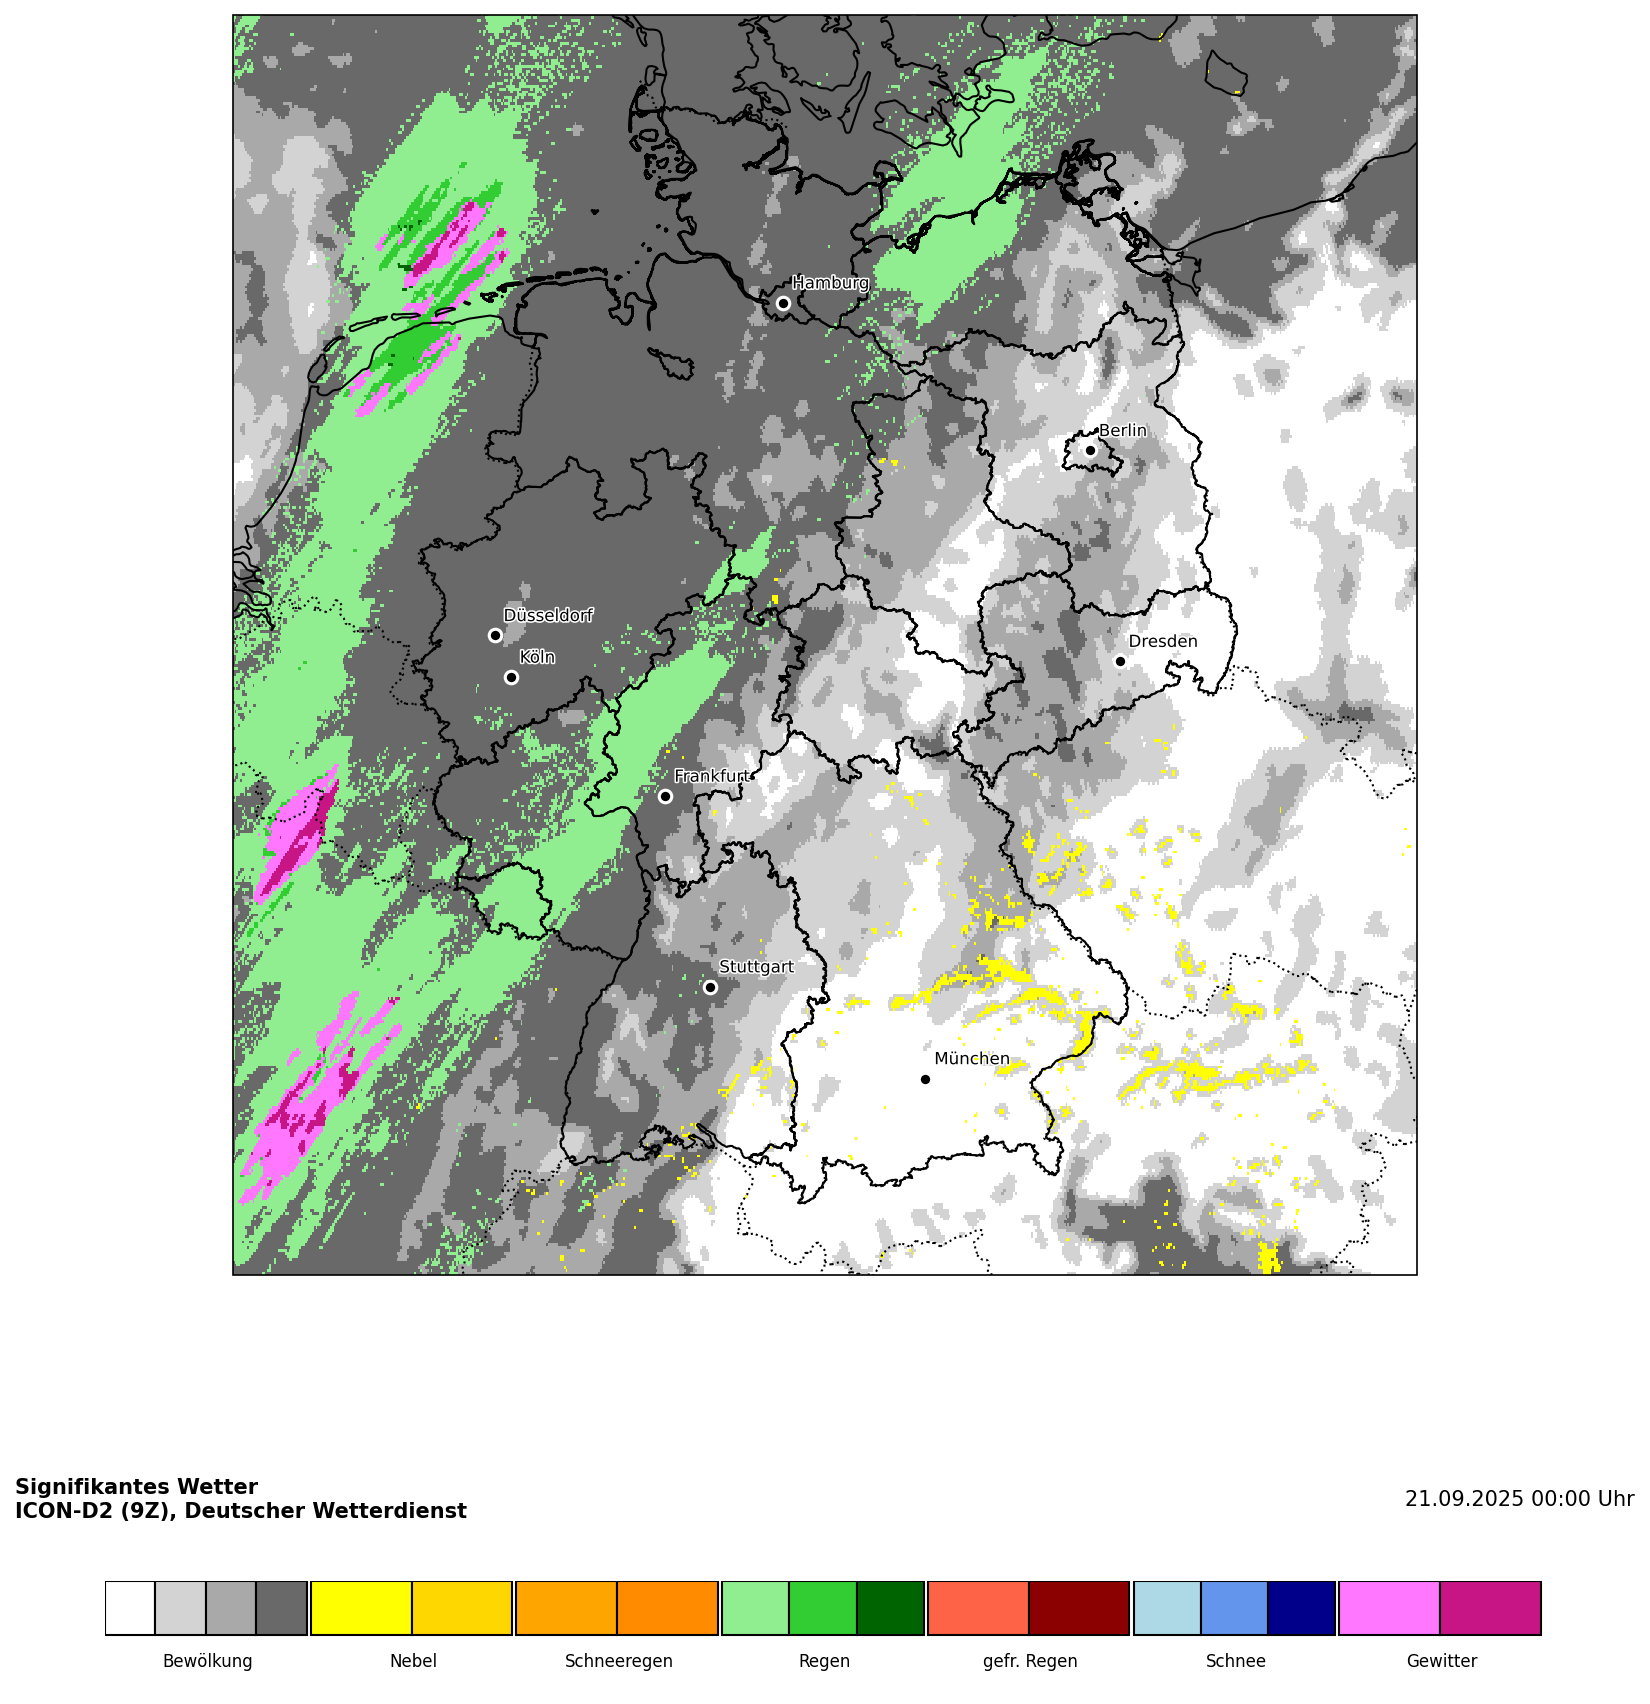 Hamburg
Berlin
Düsseldorf
Dresden
Köln
Frankfurt
Stuttgart
München
Signifikantes Wetter
ICON-D2 (9Z), Deutscher Wetterdienst
21.09.2025 00:00 Uhr
Bewölkung Nebel Schneeregen Regen gefr. Regen Schnee Gewitter